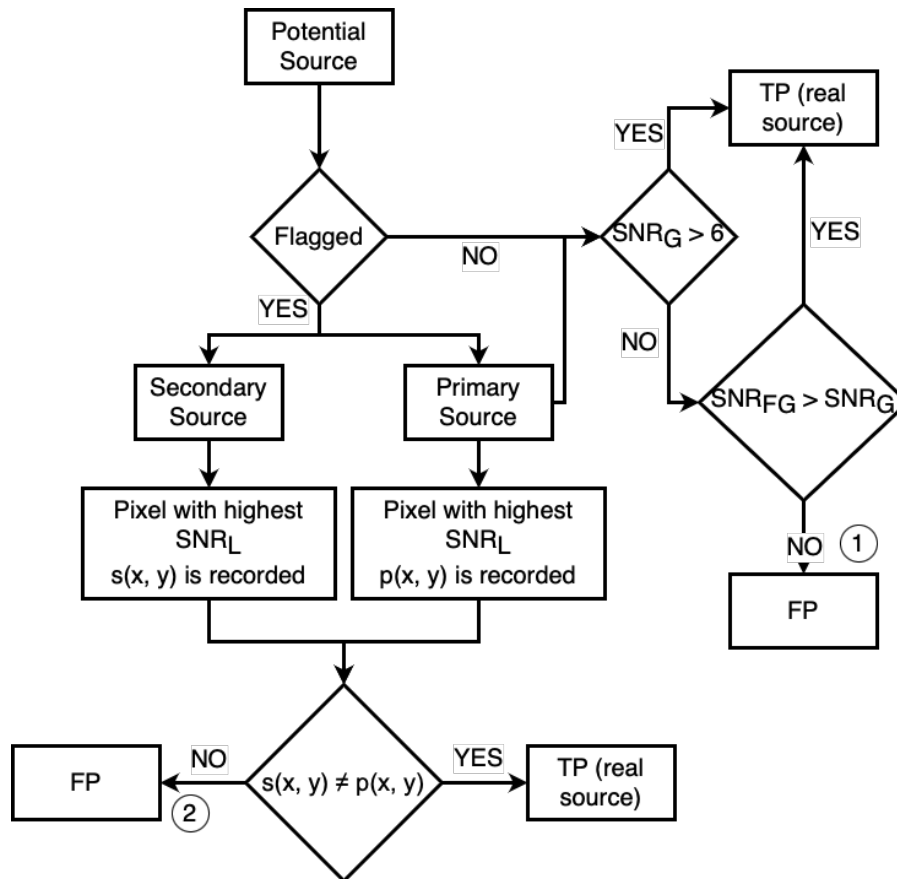 Potential
Source
TP (real
source)
YES
Flagged
NO
SNRG > 6
YES
YES
NO
Secondary
Source
Primary
Source
SNRFG > SNRG
Pixel with highest
SNRL
s(x, y) is recorded
Pixel with highest
SNRL
p(x, y) is recorded
NO
1
FP
NO
YES
FP
s(x, y) ≠ p(x, y)
TP (real
source)
2